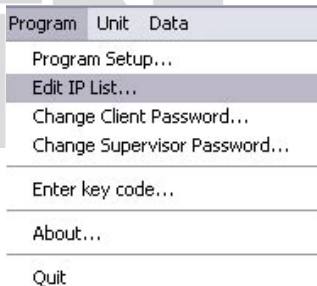 Program Unit Data
Program Setup...
Edit IP List...
Change Client Password...
Change Supervisor Password...
Enter key code...
About...
Quit